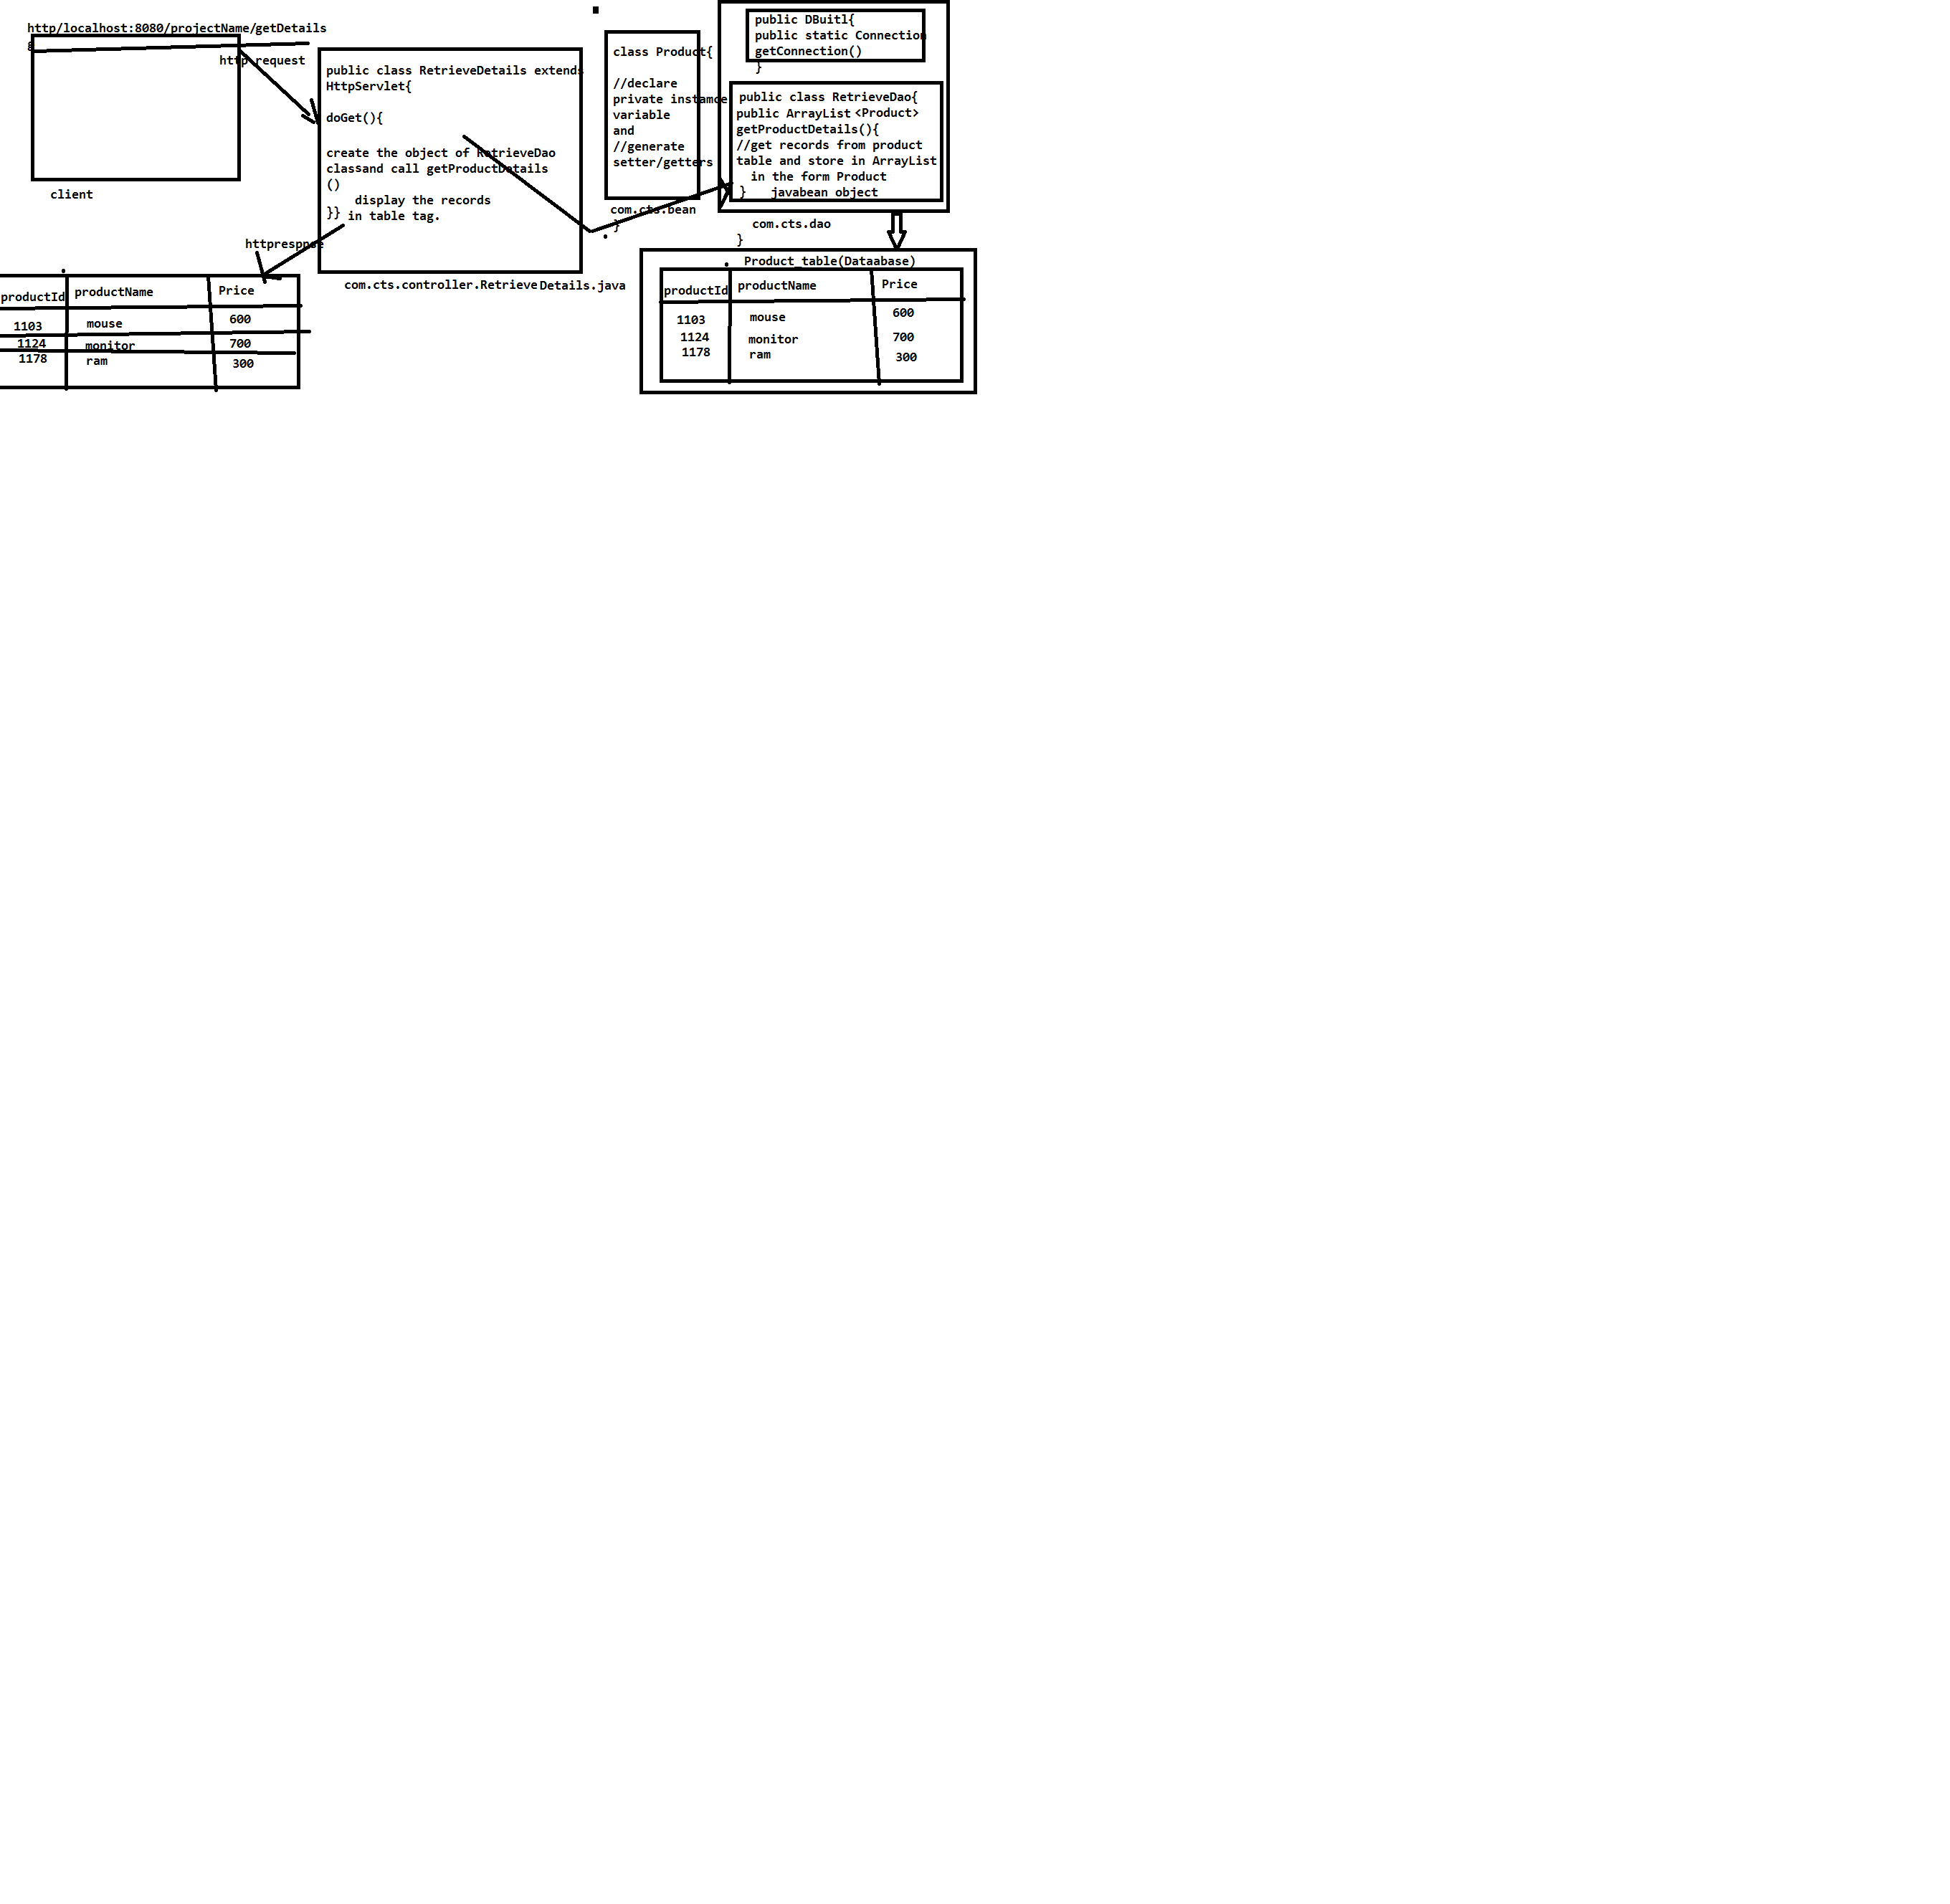 http/localhost:8080/projectName/getDetails
g
http request
client
public class RetrieveDetails extends
HttpServlet{
doGet(){
create the object of RetrieveDao
classand call getProductDetails
()
display the records
}} in table tag.
com.cts.controller.Retrieve Details.java
httprespnse
class Product{
//declare
private instamce
variable
and
//generate
setter/getters
com.cts.bean
}
public DBuitl{
public static Connection
getConnection()
}
public class RetrieveDao{
public ArrayList <Product>
getProductDetails(){
//get records from product
table and store in ArrayList
in the form Product
} javabean object
com.cts.dao
}
productId productName Price
1103 mouse 600
1124 monitor 700
1178 ram 300
Product_table(Dataabase)
productId productName Price
1103 mouse 600
1124 monitor 700
1178 ram 300